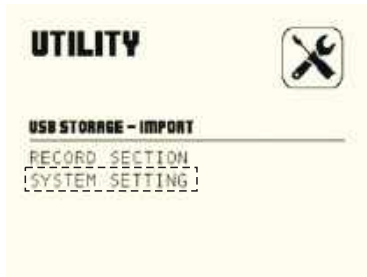 UTILITY
USB STORAGE – IMPORT
RECORD SECTION
SYSTEM SETTING